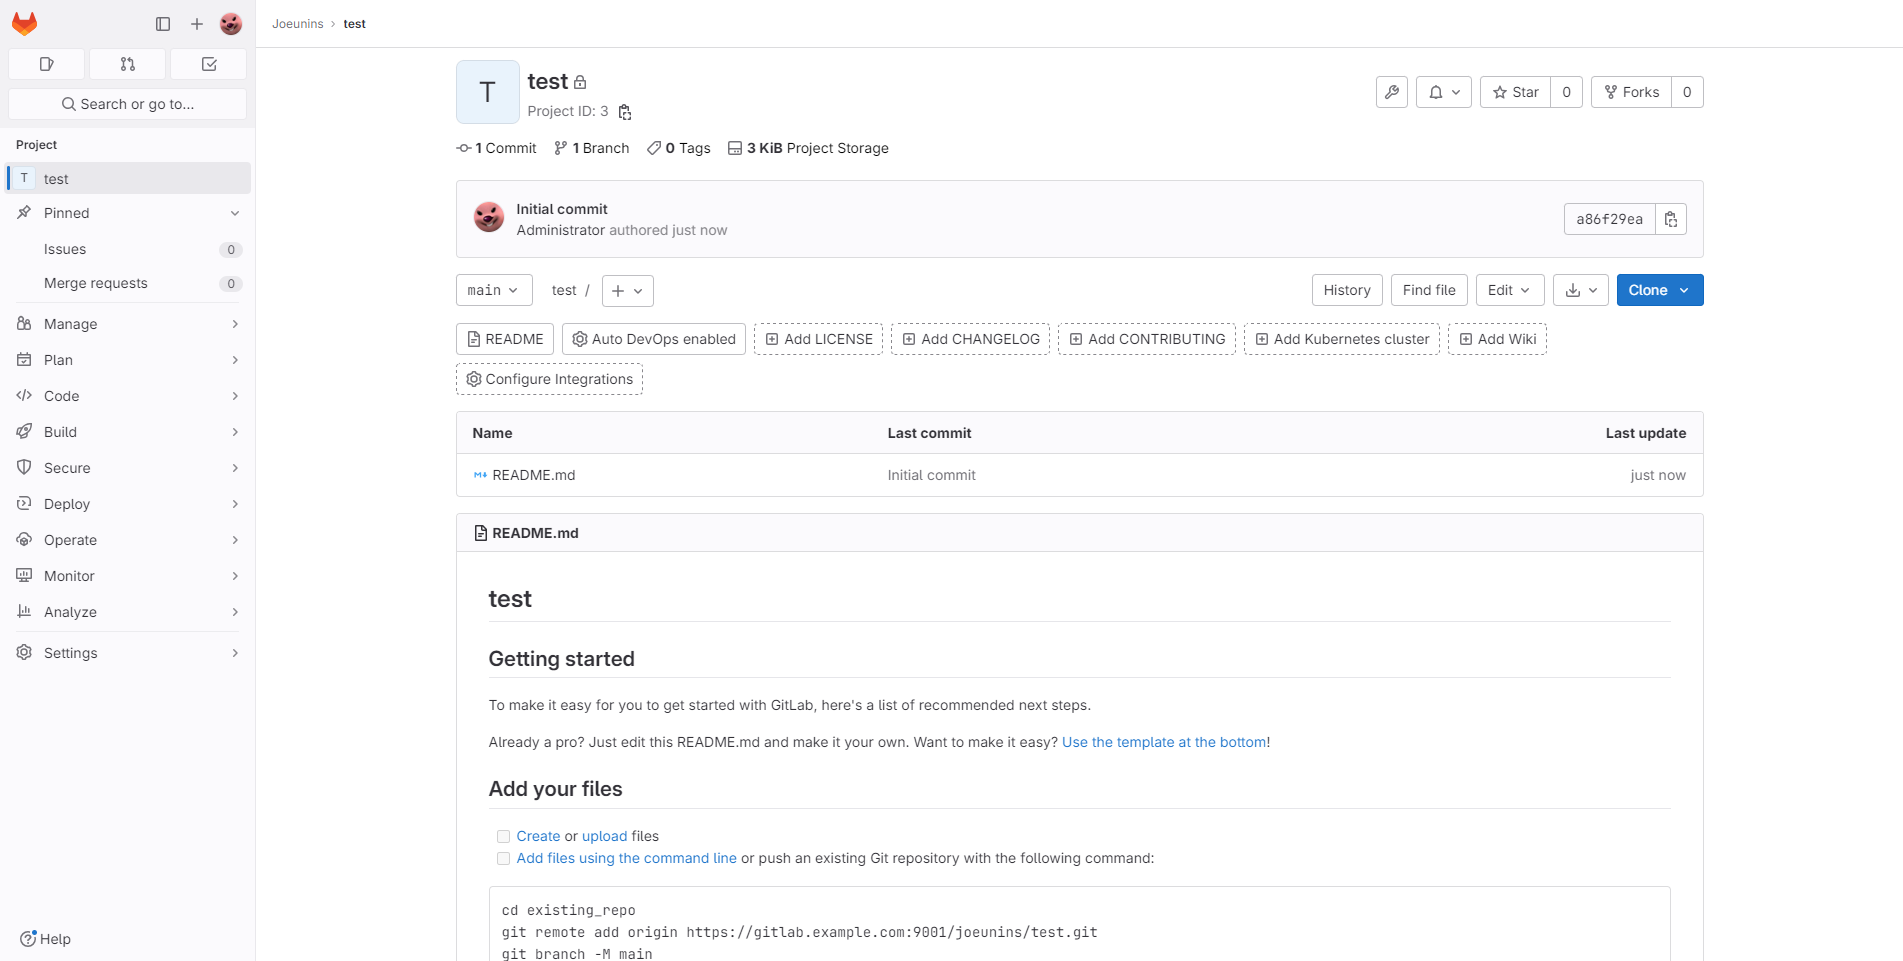 Joeunins › test
Search or go to...
Project
T test
Pinned
Issues 0
Merge requests 0
Manage
Plan
Code
Build
Secure
Deploy
Operate
Monitor
Analyze
Settings
Help
T
test
Project ID: 3
Star 0
Forks 0
1 Commit 1 Branch 0 Tags 3 KiB Project Storage
Initial commit
Administrator authored just now
a86f29ea
main test / History Find file Edit Clone
README Auto DevOps enabled Add LICENSE Add CHANGELOG Add CONTRIBUTING Add Kubernetes cluster Add Wiki
Configure Integrations
Name Last commit Last update
README.md Initial commit just now
README.md
test
Getting started
To make it easy for you to get started with GitLab, here's a list of recommended next steps.
Already a pro? Just edit this README.md and make it your own. Want to make it easy? Use the template at the bottom!
Add your files
Create or upload files
Add files using the command line or push an existing Git repository with the following command:
cd existing_repo
git remote add origin https://gitlab.example.com:9001/joeunins/test.git
git branch -M main